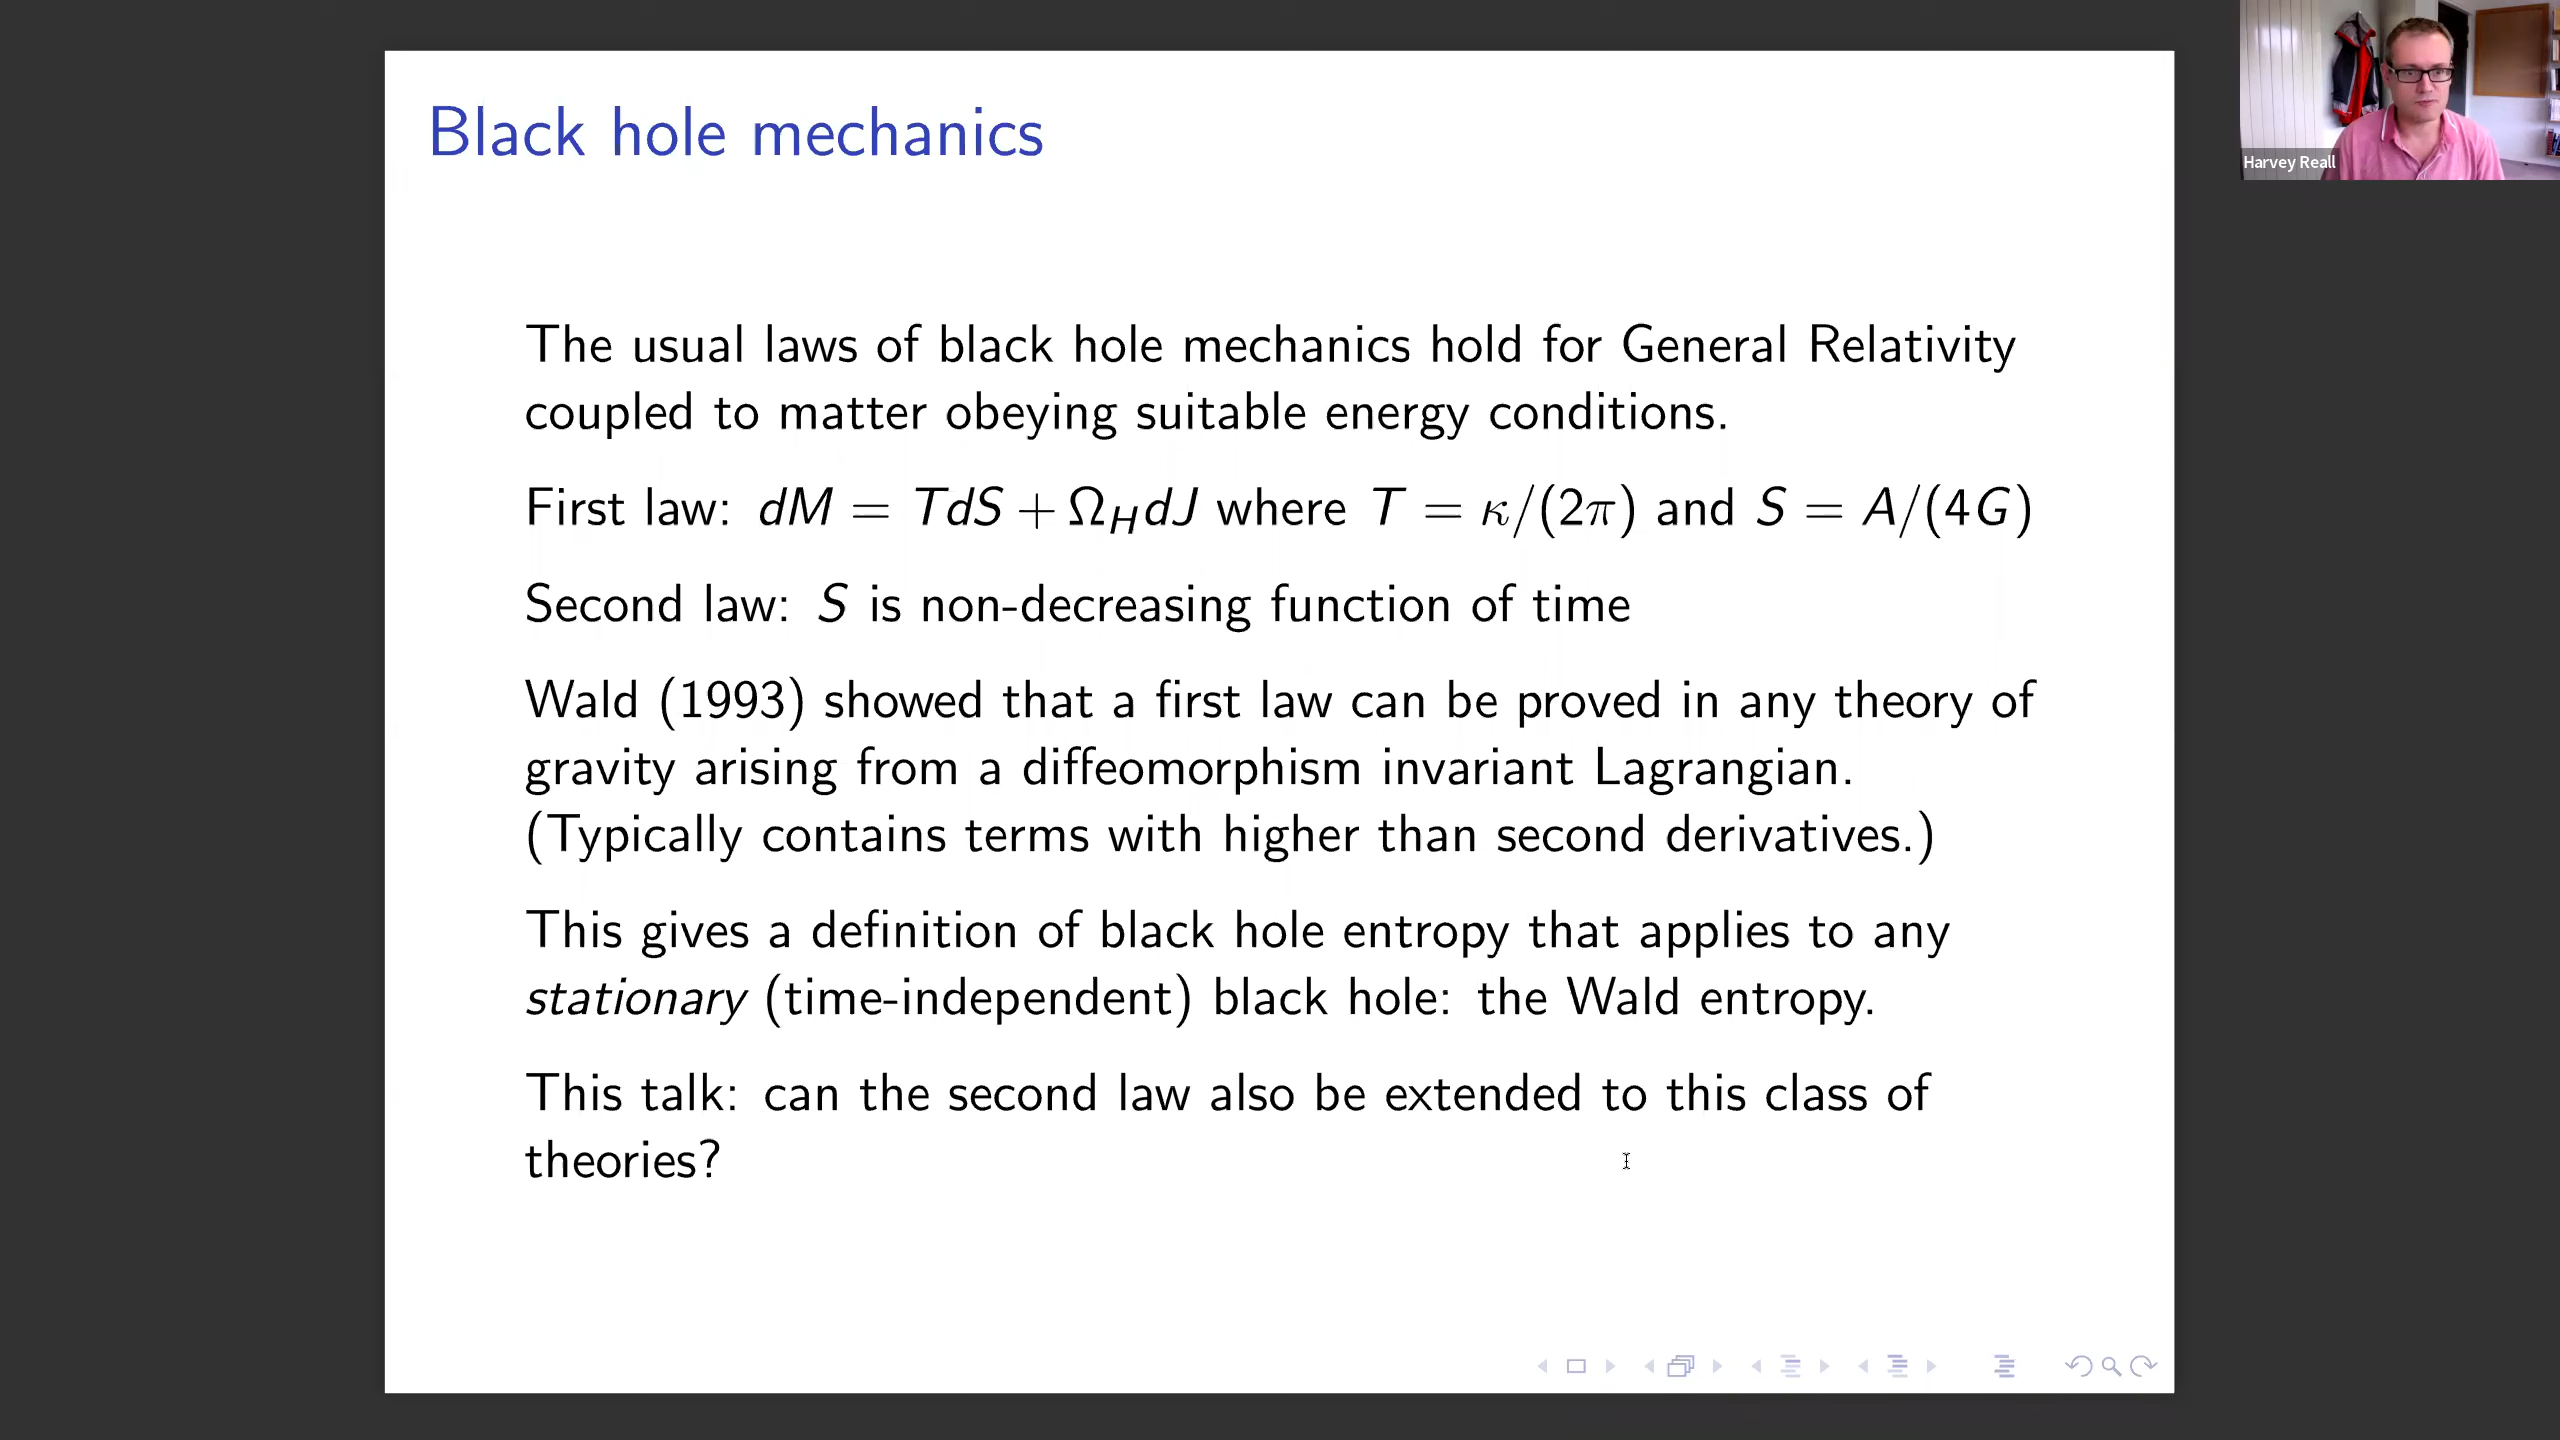 Black hole mechanics
Harvey Reall
The usual laws of black hole mechanics hold for General Relativity
coupled to matter obeying suitable energy conditions.
First law: dM = TdS + Ω_H dJ where T = κ/(2π) and S = A/(4G)
Second law: S is non-decreasing function of time
Wald (1993) showed that a first law can be proved in any theory of
gravity arising from a diffeomorphism invariant Lagrangian.
(Typically contains terms with higher than second derivatives.)
This gives a definition of black hole entropy that applies to any
stationary (time-independent) black hole: the Wald entropy.
This talk: can the second law also be extended to this class of
theories?